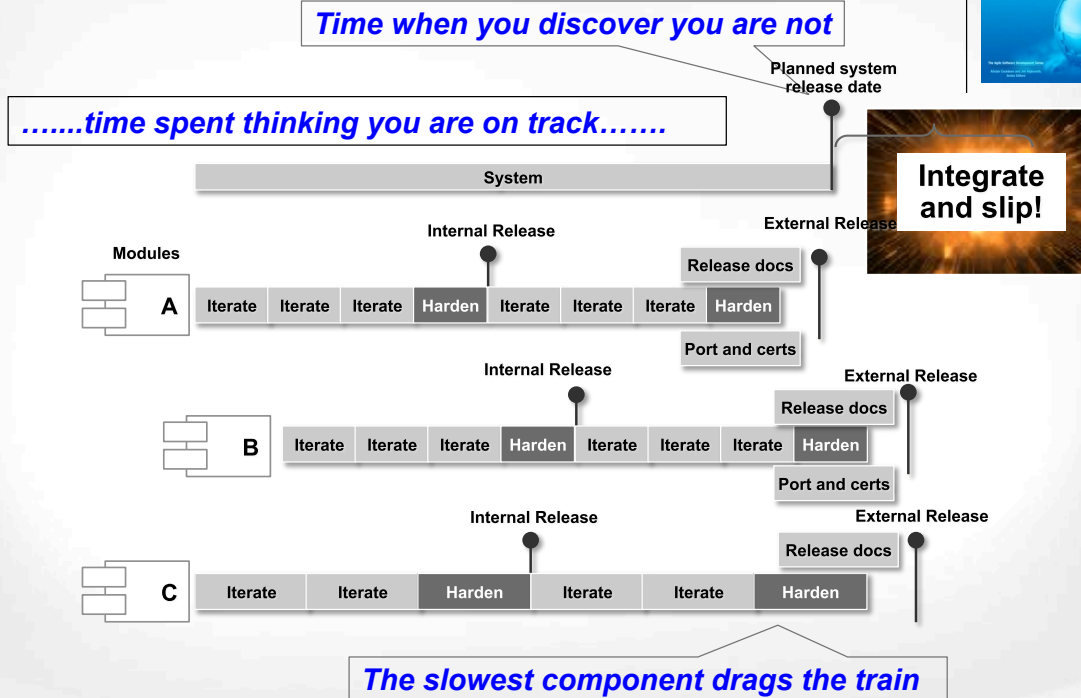 Time when you discover you are not
Planned system
release date
…....time spent thinking you are on track…….
System
Integrate
and slip!
Modules
Internal Release
External Release
Release docs
A
Iterate Iterate Iterate Harden Iterate Iterate Iterate Harden
Port and certs
Internal Release
External Release
Release docs
B
Iterate Iterate Iterate Harden Iterate Iterate Iterate Harden
Port and certs
Internal Release
External Release
Release docs
C
Iterate Iterate Harden Iterate Iterate Harden
The slowest component drags the train